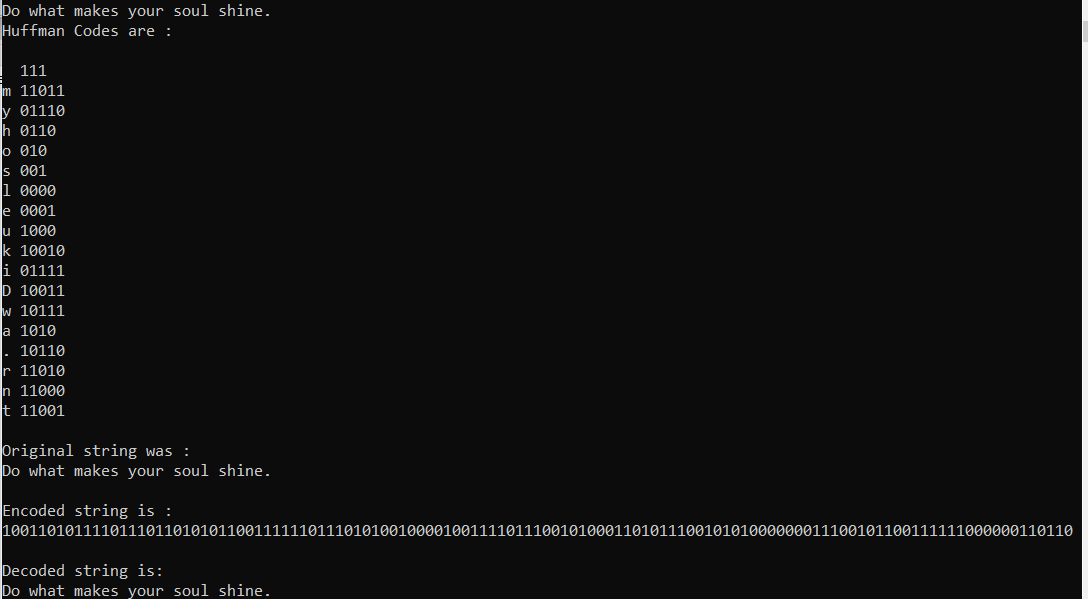 Do what makes your soul shine.
Huffman Codes are :
111
m 11011
y 01110
h 0110
o 010
s 001
l 0000
e 0001
u 1000
k 10010
i 01111
D 10011
w 10111
a 1010
. 10110
r 11010
n 11000
t 11001
Original string was :
Do what makes your soul shine.
Encoded string is :
10011010111101110110101011001111110111010100100001001111011100101000110101110010101000000011100101100111111000000110110
Decoded string is:
Do what makes your soul shine.